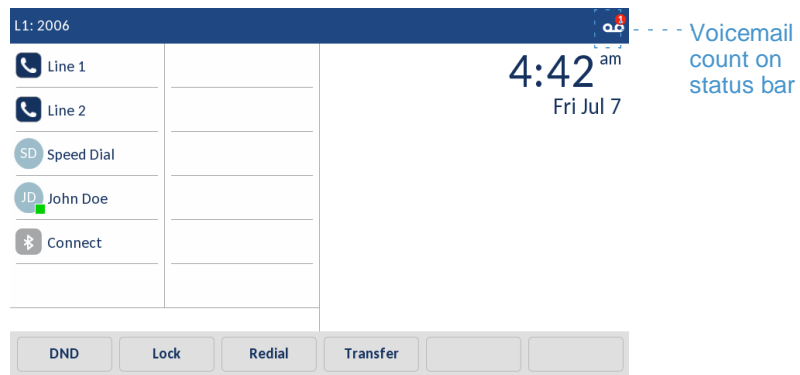 L1: 2006
1
Voicemail
count on
status bar
Line 1
Line 2
SD Speed Dial
JD John Doe
Connect
4:42 am
Fri Jul 7
DND Lock Redial Transfer